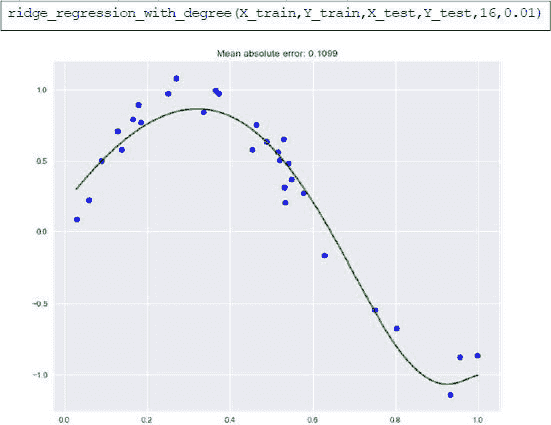 ridge_regression_with_degree(X_train,Y_train,X_test,Y_test,16,0.01)
Mean absolute error: 0.1099
1.0
0.5
0.0
−0.5
−1.0
0.0 0.2 0.4 0.6 0.8 1.0